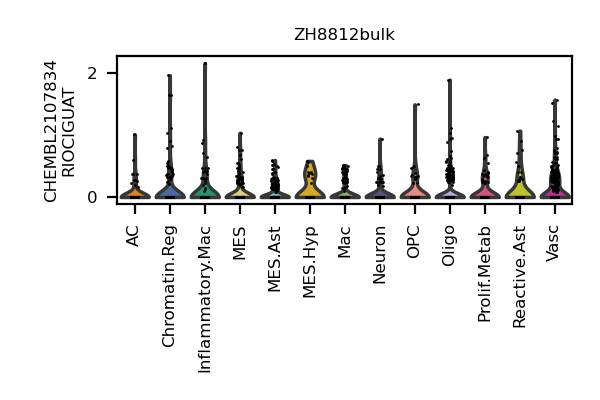 ZH8812bulk
CHEMBL2107834
RIOCIGUAT
2
0
AC
Chromatin.Reg
Inflammatory.Mac
MES
MES.Ast
MES.Hyp
Mac
Neuron
OPC
Oligo
Prolif.Metab
Reactive.Ast
Vasc